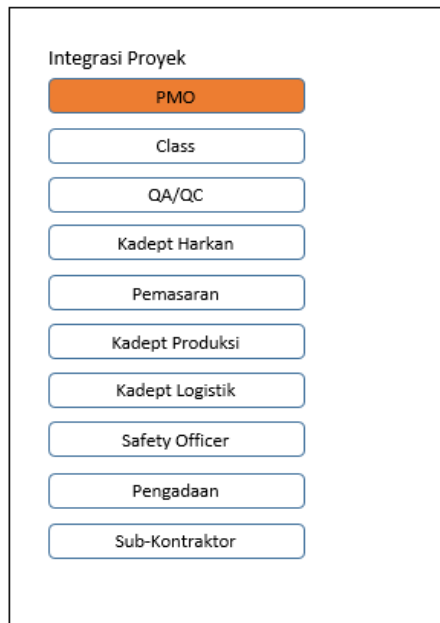 Integrasi Proyek
PMO
Class
QA/QC
Kadept Harkan
Pemasaran
Kadept Produksi
Kadept Logistik
Safety Officer
Pengadaan
Sub-Kontraktor